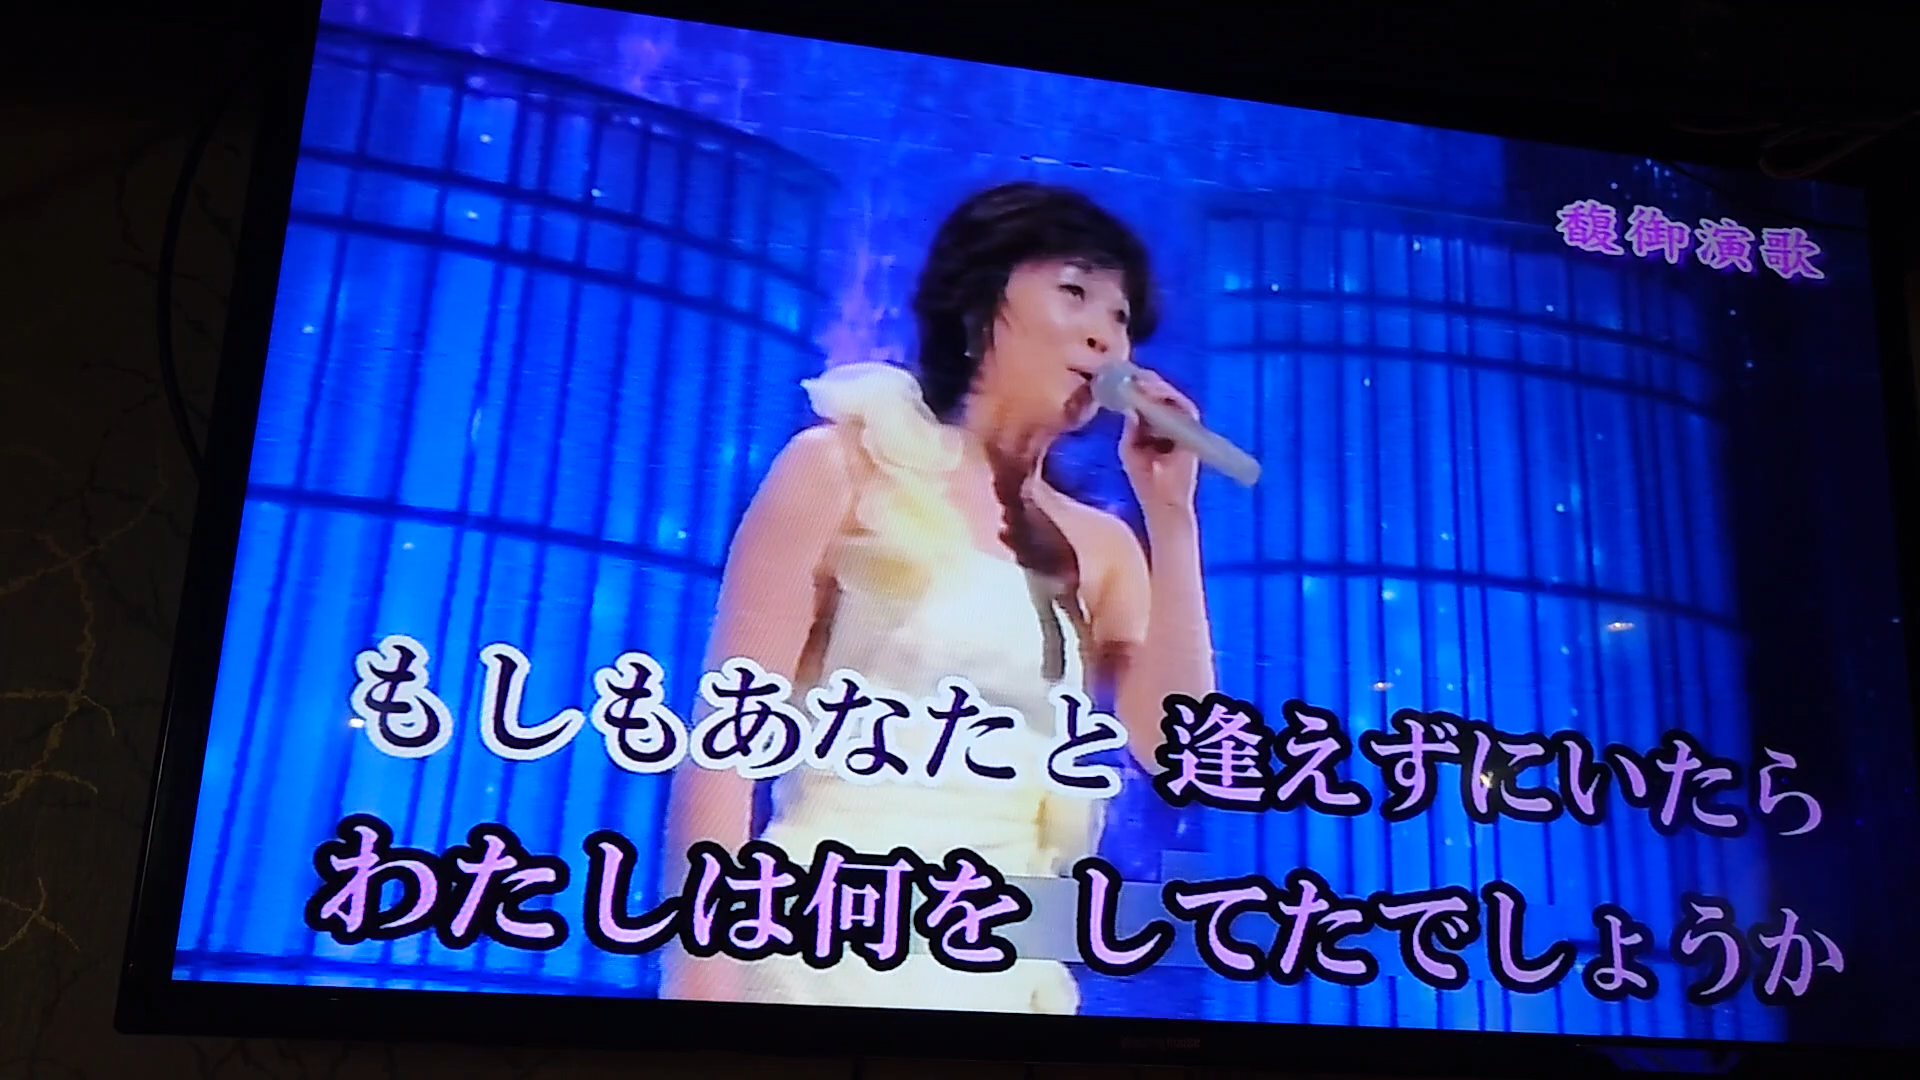 馥御演歌
もしもあなたと 逢えずにいたら
わたしは何を してたでしょうか